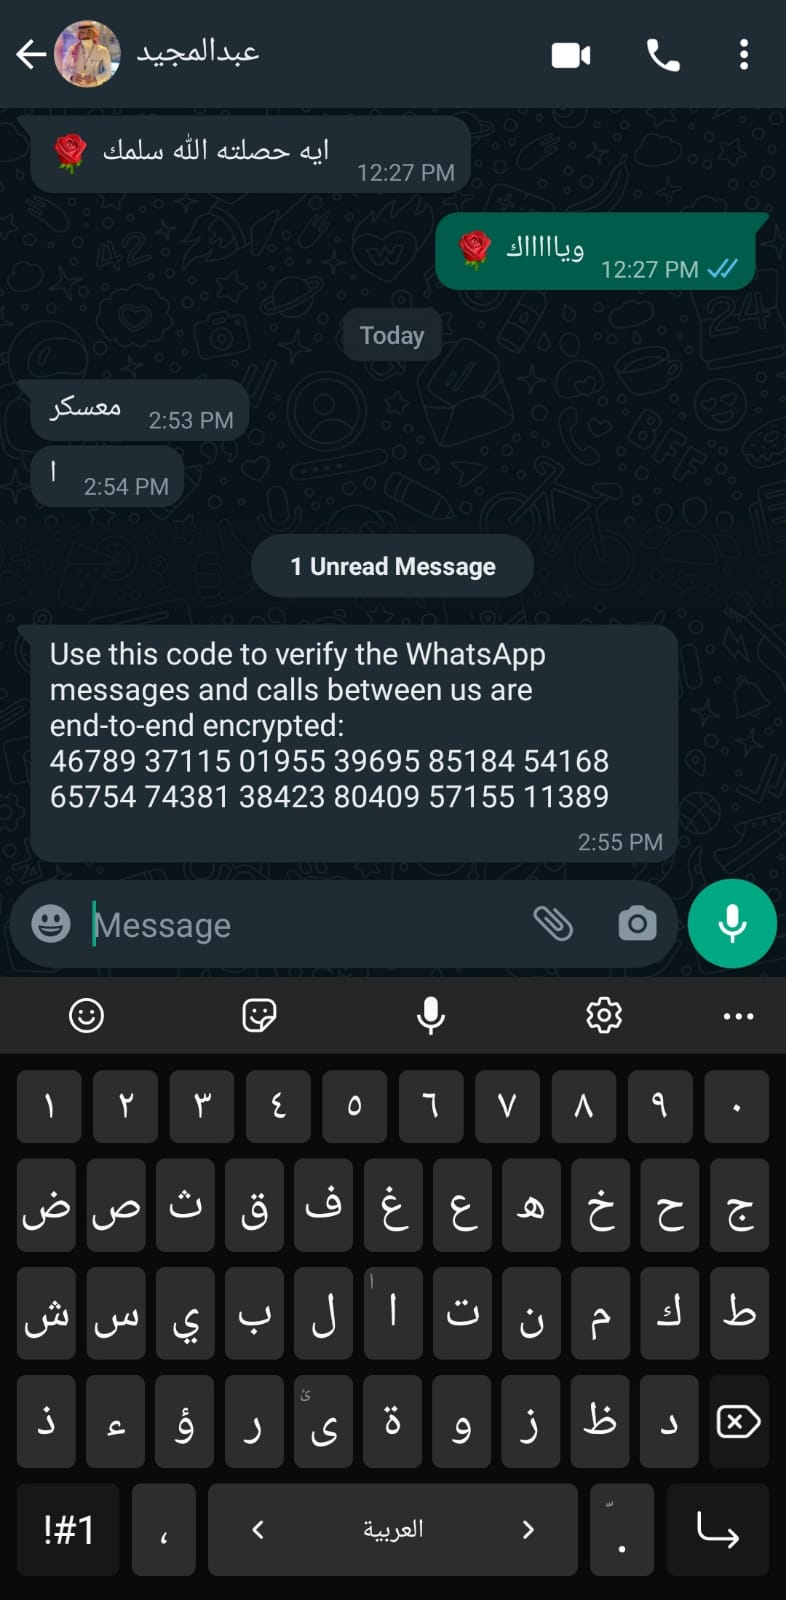 عبدالمجيد
ايه حصلته الله سلمك 🌹
12:27 PM
وياااااك 🌹
12:27 PM
Today
معسكر
2:53 PM
ا
2:54 PM
1 Unread Message
Use this code to verify the WhatsApp
messages and calls between us are
end-to-end encrypted:
46789 37115 01955 39695 85184 54168
65754 74381 38423 80409 57155 11389
2:55 PM
Message
١ ٢ ٣ ٤ ٥ ٦ ٧ ٨ ٩ ٠
ض ص ث ق ف غ ع ه خ ح ج
ش س ي ب ل ا أ ت ن م ك ط
ذ ء ؤ ر ى ئ ة و ز ظ د
!#1 ، < العربية > .